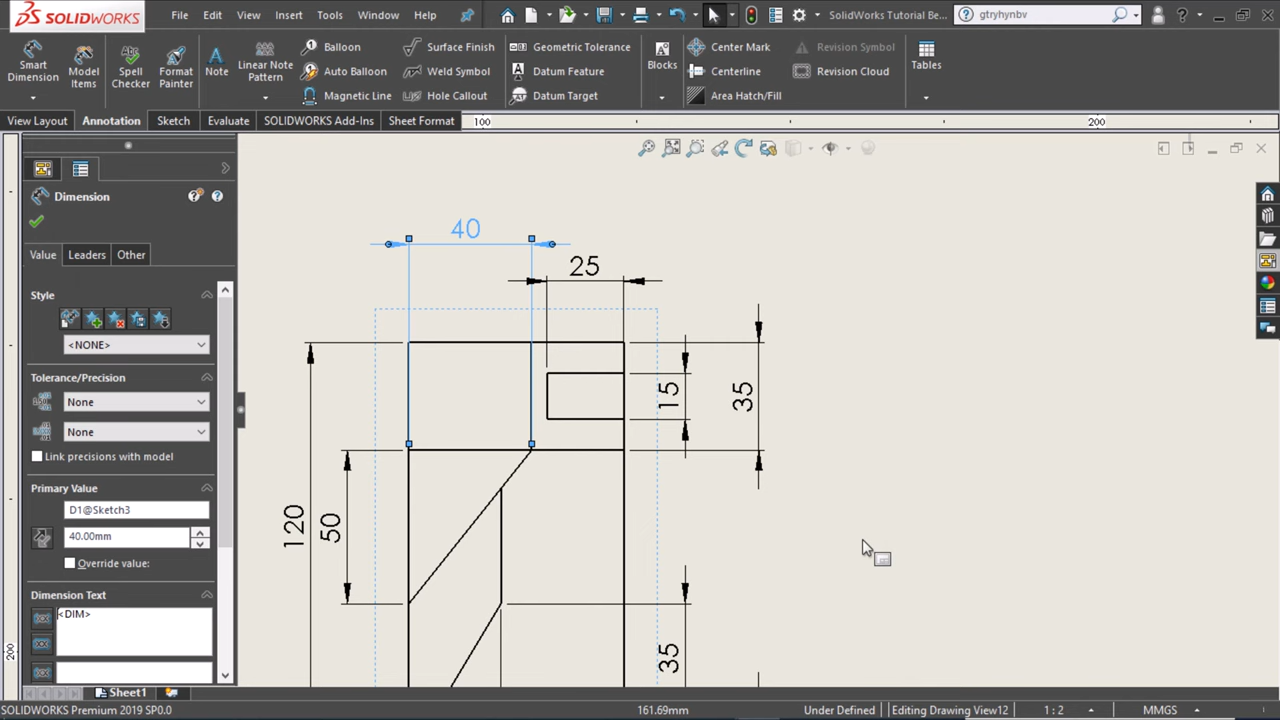 SOLIDWORKS File Edit View Insert Tools Window Help SolidWorks Tutorial Be... gtryhynbv ?
Smart Dimension
Model Items
Spell Checker
Format Painter
Note
Linear Note Pattern
Balloon
Auto Balloon
Magnetic Line
Surface Finish
Weld Symbol
Hole Callout
Geometric Tolerance
Datum Feature
Datum Target
Blocks
Center Mark
Centerline
Area Hatch/Fill
Revision Symbol
Revision Cloud
Tables
View Layout Annotation Sketch Evaluate SOLIDWORKS Add-Ins Sheet Format
100 200
Dimension
Value Leaders Other
Style
<NONE>
Tolerance/Precision
None
None
Link precisions with model
Primary Value
D1@Sketch3
40.00mm
Override value:
Dimension Text
<DIM>
40
25
15
35
120
50
35
200
Sheet1
SOLIDWORKS Premium 2019 SP0.0 161.69mm Under Defined Editing Drawing View12 1 : 2 MMGS